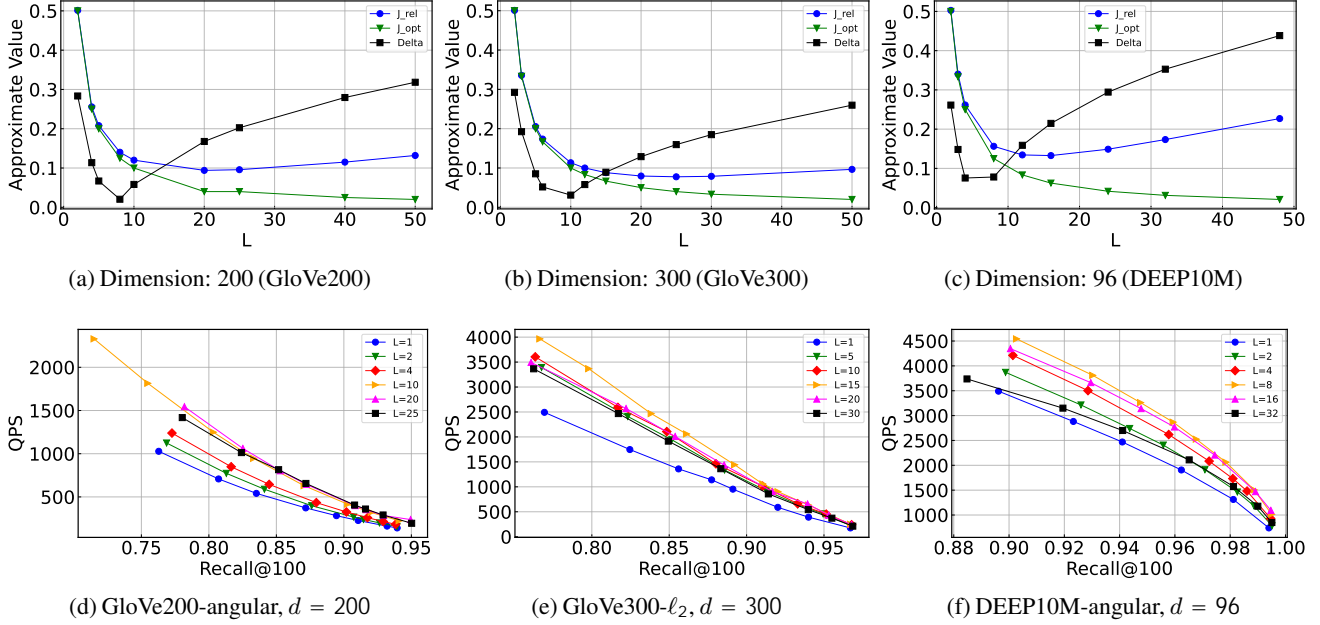 0.5
0.4
0.3
0.2
0.1
0.0
Approximate Value
0 10 20 30 40 50
L
J_rel
J_opt
Delta
(a) Dimension: 200 (GloVe200)
0.5
0.4
0.3
0.2
0.1
0.0
Approximate Value
0 10 20 30 40 50
L
J_rel
J_opt
Delta
(b) Dimension: 300 (GloVe300)
0.5
0.4
0.3
0.2
0.1
0.0
Approximate Value
0 10 20 30 40 50
L
J_rel
J_opt
Delta
(c) Dimension: 96 (DEEP10M)
2000
1500
1000
500
QPS
0.75 0.80 0.85 0.90 0.95
Recall@100
L=1
L=2
L=4
L=10
L=20
L=25
(d) GloVe200-angular, d = 200
4000
3500
3000
2500
2000
1500
1000
500
0
QPS
0.80 0.85 0.90 0.95
Recall@100
L=1
L=5
L=10
L=15
L=20
L=30
(e) GloVe300-ℓ₂, d = 300
4500
4000
3500
3000
2500
2000
1500
1000
QPS
0.88 0.90 0.92 0.94 0.96 0.98 1.00
Recall@100
L=1
L=2
L=4
L=8
L=16
L=32
(f) DEEP10M-angular, d = 96